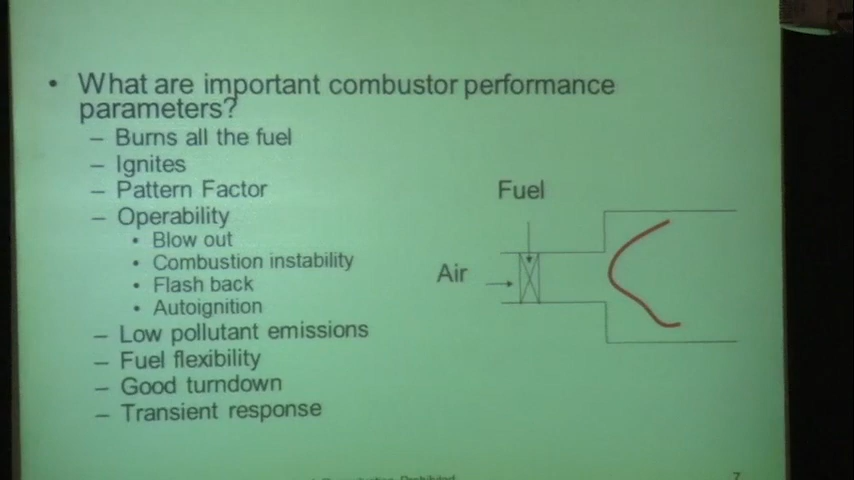 • What are important combustor performance
parameters?
– Burns all the fuel
– Ignites
– Pattern Factor
– Operability
• Blow out
• Combustion instability
• Flash back
• Autoignition
– Low pollutant emissions
– Fuel flexibility
– Good turndown
– Transient response
Fuel
Air
7